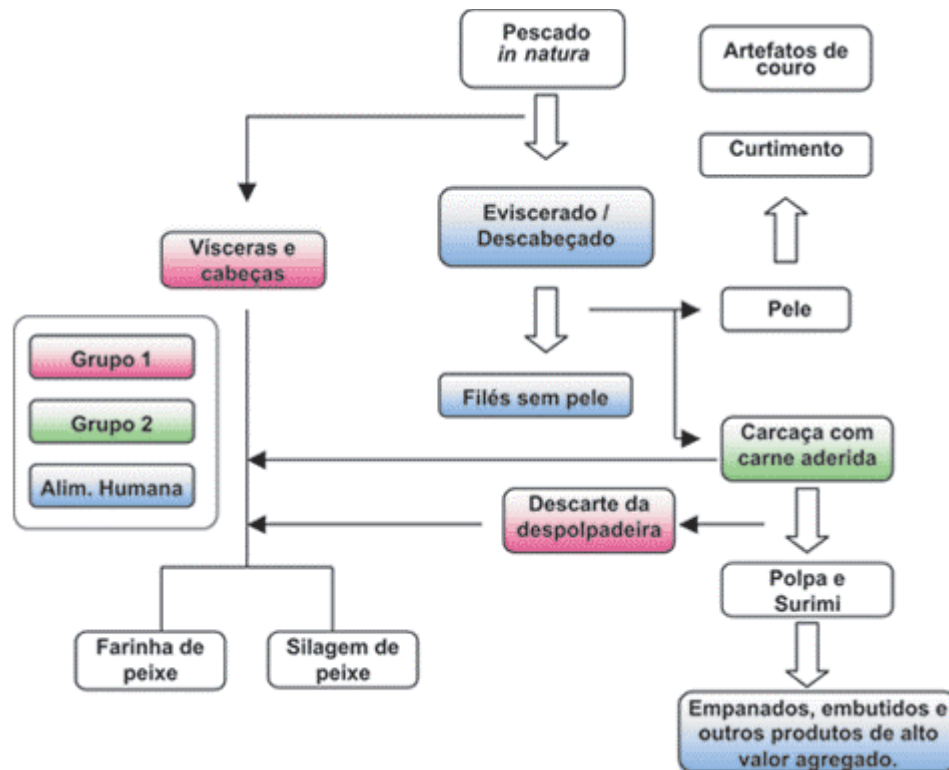 Pescado
in natura
Artefatos de
couro
Curtimento
Eviscerado /
Descabeçado
Vísceras e
cabeças
Pele
Grupo 1
Grupo 2
Alim. Humana
Filés sem pele
Carcaça com
carne aderida
Descarte da
despolpadeira
Polpa e
Surimi
Farinha de
peixe
Silagem de
peixe
Empanados, embutidos e
outros produtos de alto
valor agregado.